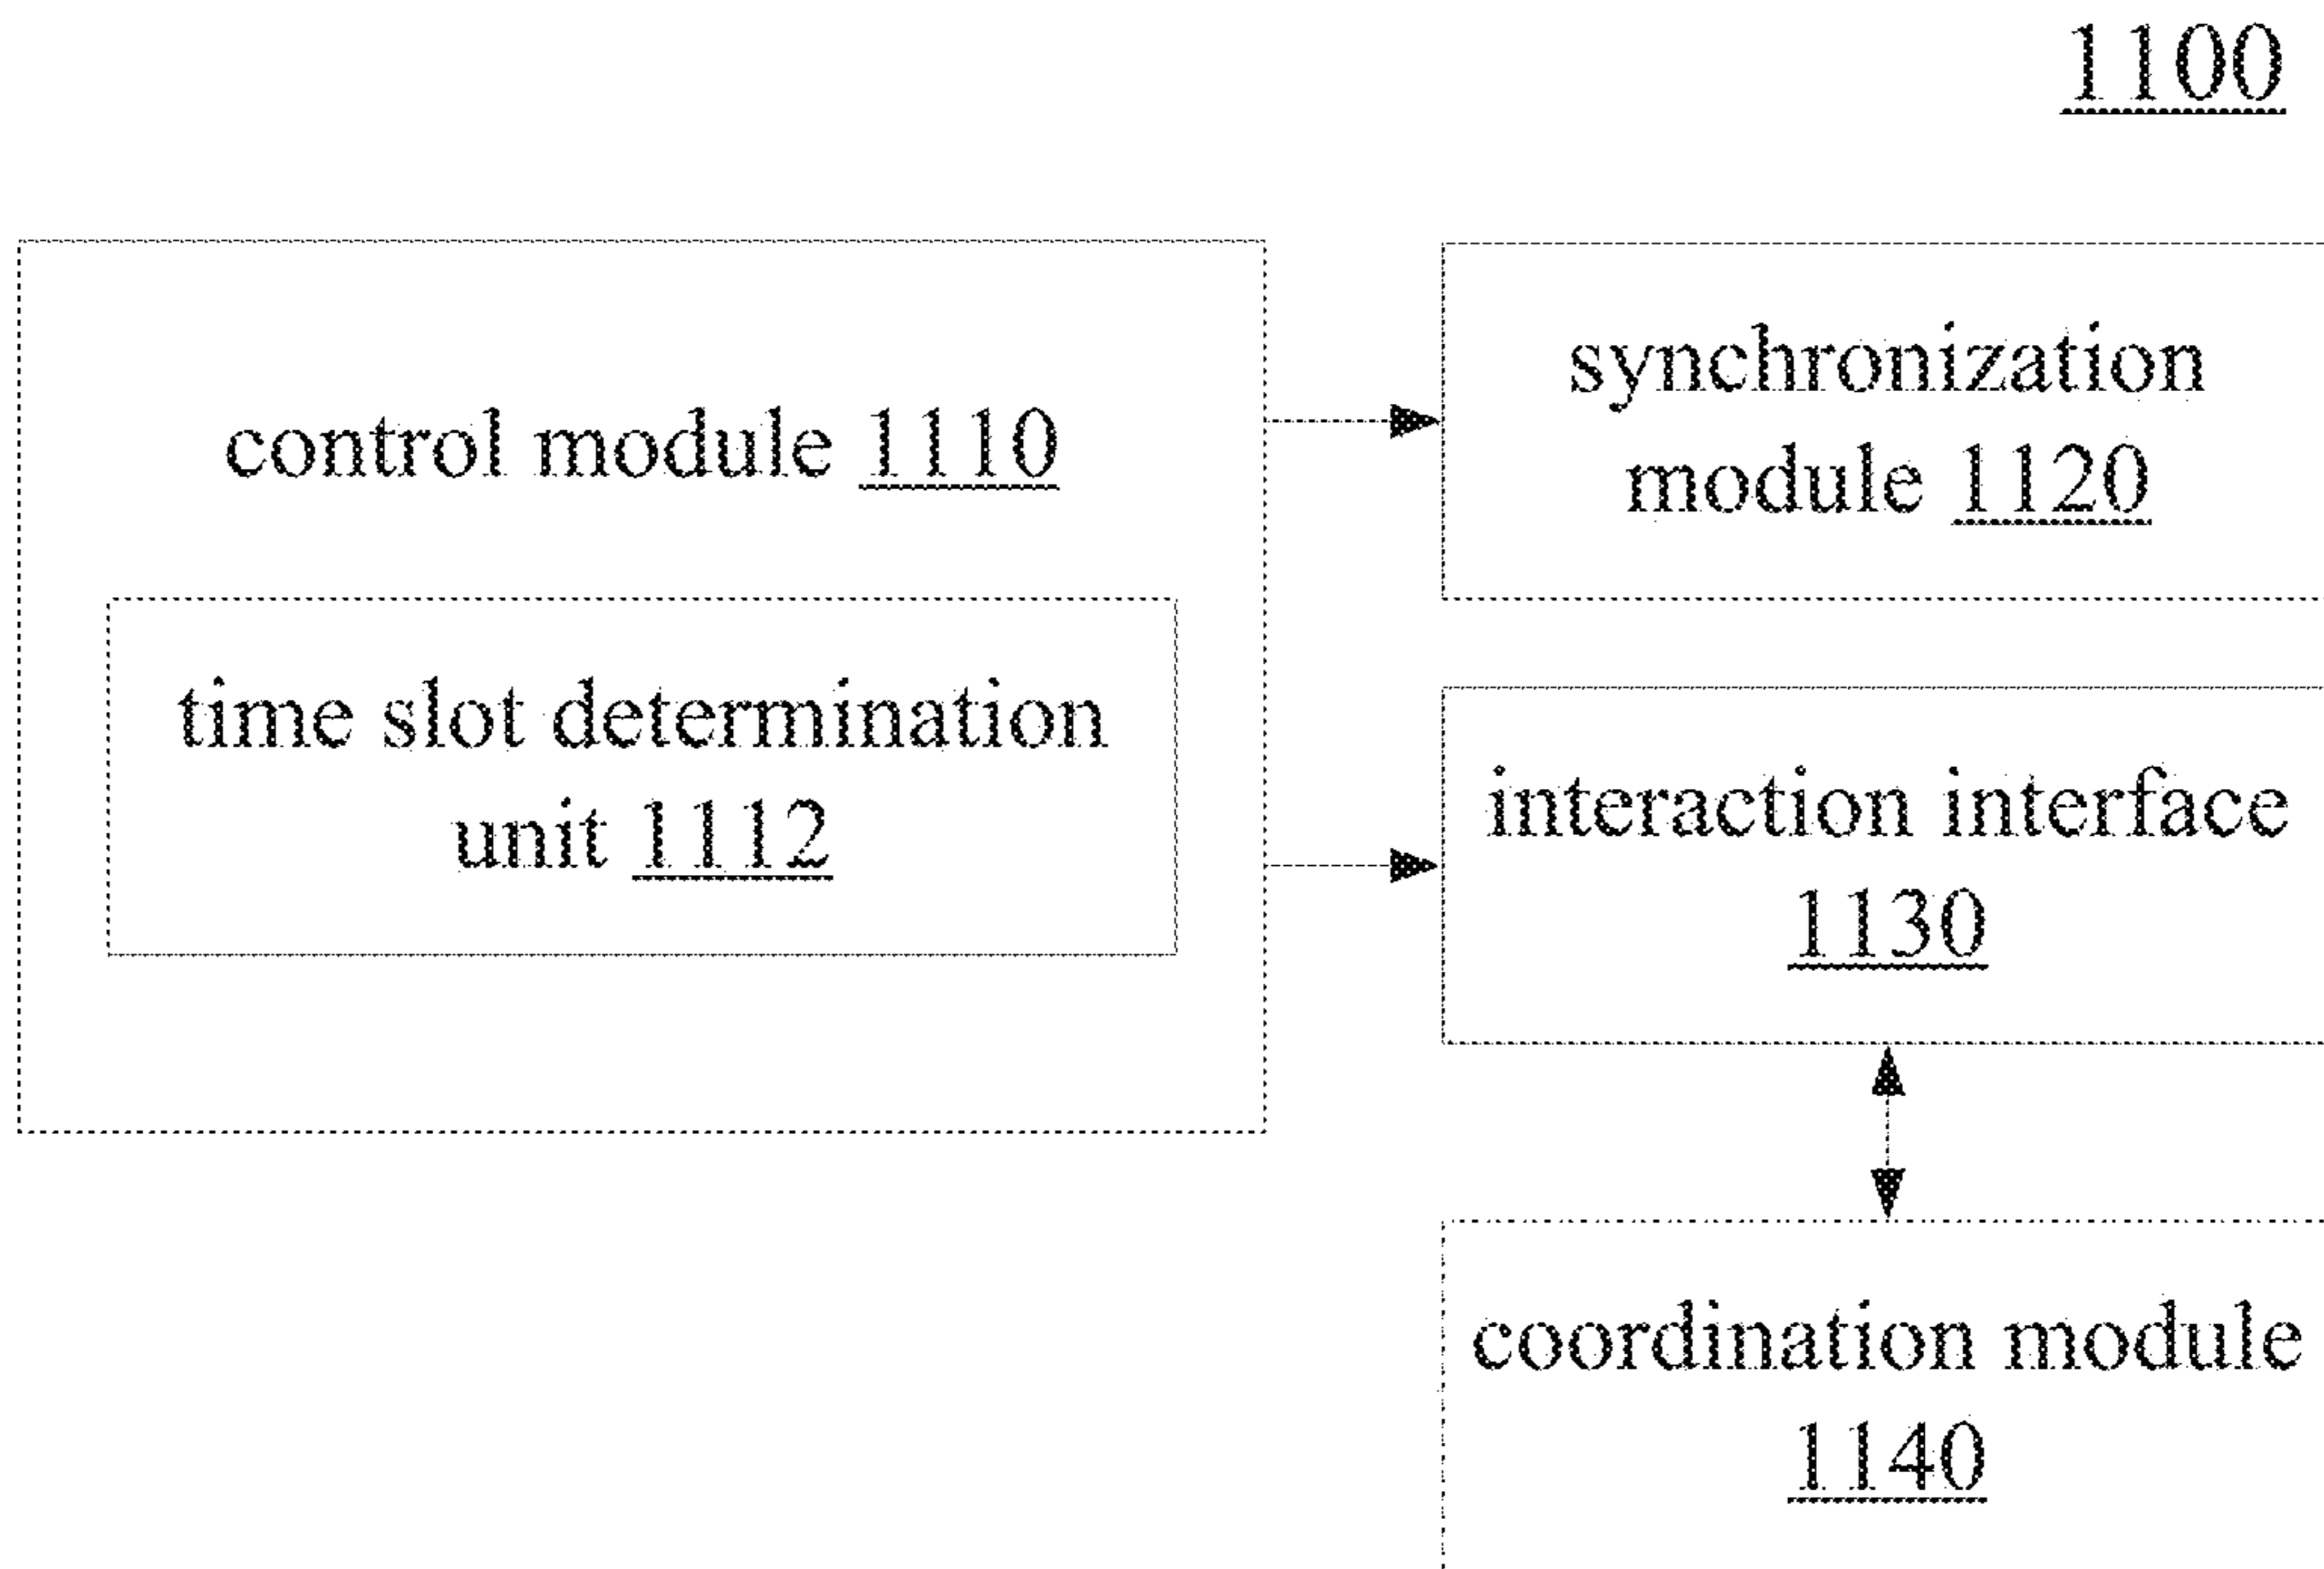 1100
control module 1110
time slot determination
unit 1112
synchronization
module 1120
interaction interface
1130
coordination module
1140